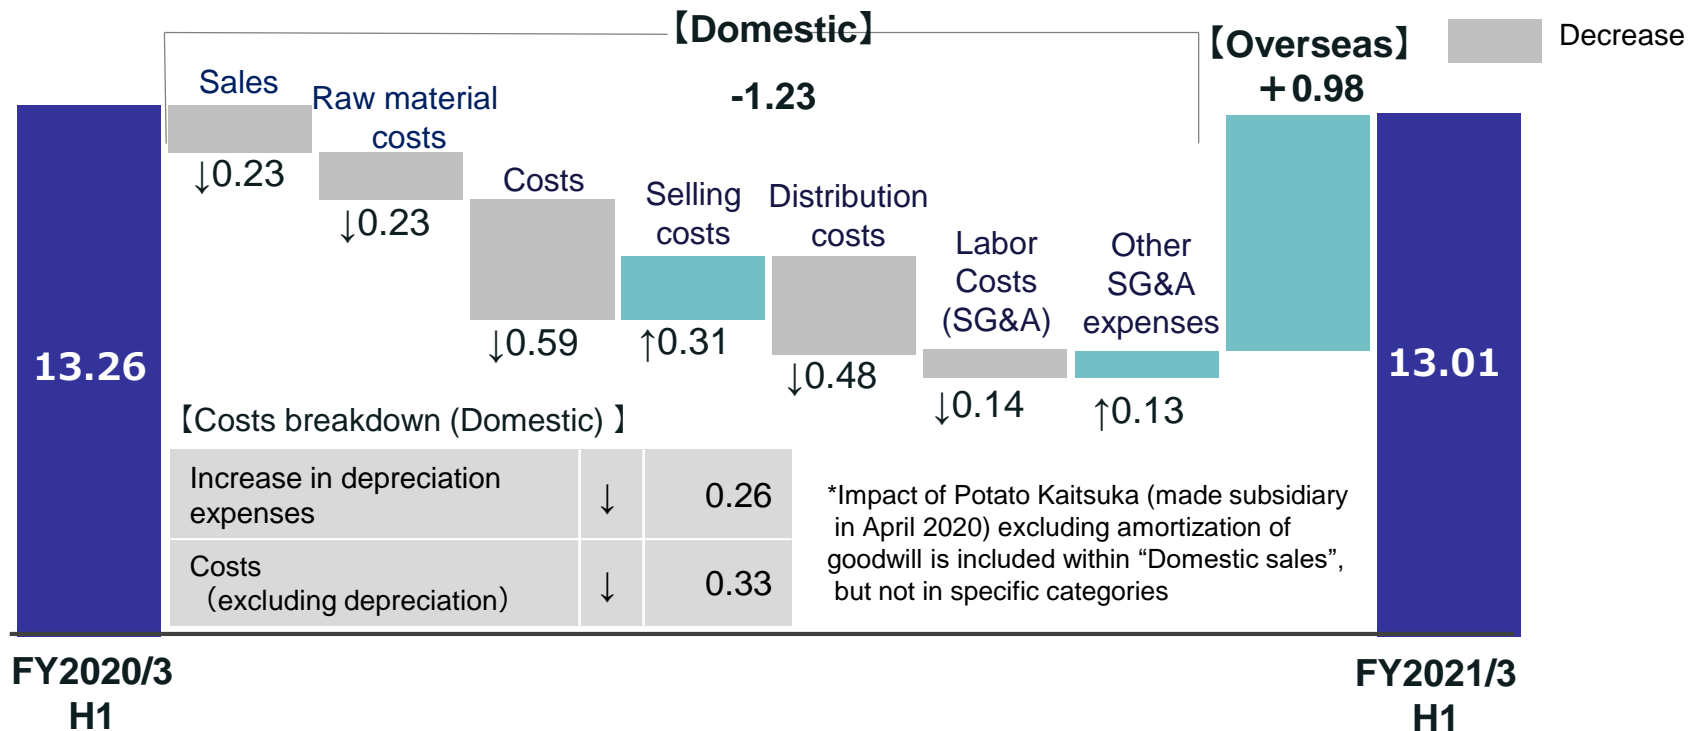 【Domestic】
-1.23
【Overseas】
＋0.98
Decrease
Sales
↓0.23
Raw material
costs
↓0.23
Costs
↓0.59
Selling
costs
↑0.31
Distribution
costs
↓0.48
Labor
Costs
(SG&A)
↓0.14
Other
SG&A
expenses
↑0.13
13.26
13.01
【Costs breakdown (Domestic) 】
Increase in depreciation
expenses
↓
0.26
Costs
（excluding depreciation）
↓
0.33
*Impact of Potato Kaitsuka (made subsidiary
in April 2020) excluding amortization of
goodwill is included within “Domestic sales”,
but not in specific categories
FY2020/3
H1
FY2021/3
H1